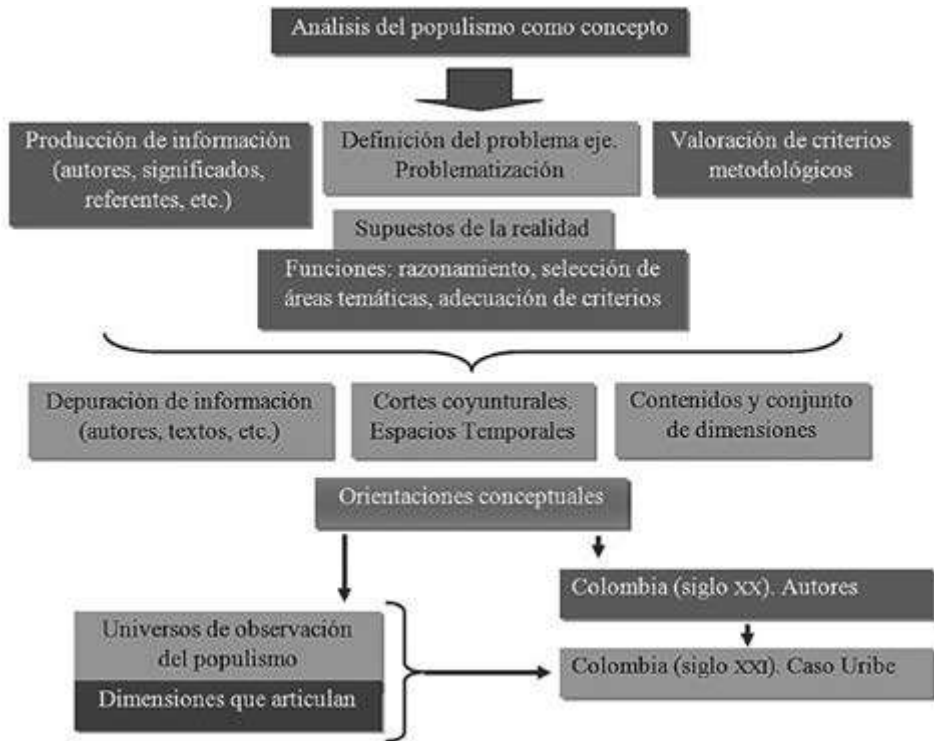 Análisis del populismo como concepto
Producción de información
(autores, significados,
referentes, etc.)
Definición del problema eje.
Problematización
Valoración de criterios
metodológicos
Supuestos de la realidad
Funciones: razonamiento, selección de
áreas temáticas, adecuación de criterios
Depuración de información
(autores, textos, etc.)
Cortes coyunturales.
Espacios Temporales
Contenidos y conjunto
de dimensiones
Orientaciones conceptuales
Colombia (siglo XX). Autores
Universos de observación
del populismo
Colombia (siglo XXI). Caso Uribe
Dimensiones que articulan